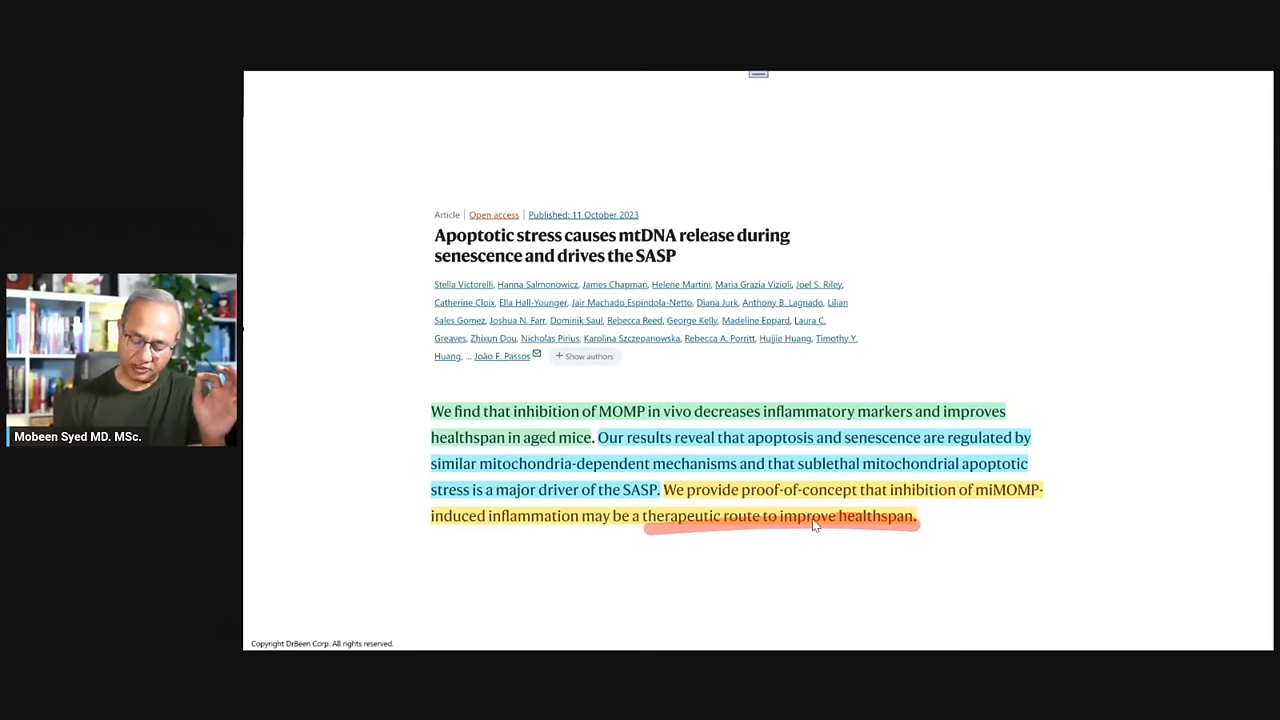 Article | Open access | Published: 11 October 2023
Apoptotic stress causes mtDNA release during
senescence and drives the SASP
Stella Victorelli, Hanna Salmonowicz, James Chapman, Helene Martini, Maria Grazia Vizioli, Joel S. Riley,
Catherine Cloix, Ella Hall-Younger, Jair Machado Espindola-Netto, Diana Jurk, Anthony B. Lagnado, Lilian
Sales Gomez, Joshua N. Farr, Dominik Saul, Rebecca Reed, George Kelly, Madeline Eppard, Laura C.
Greaves, Zhixun Dou, Nicholas Pirius, Karolina Szczepanowska, Rebecca A. Porritt, Huijie Huang, Timothy Y.
Huang, ... João F. Passos + Show authors
We find that inhibition of MOMP in vivo decreases inflammatory markers and improves
healthspan in aged mice. Our results reveal that apoptosis and senescence are regulated by
similar mitochondria-dependent mechanisms and that sublethal mitochondrial apoptotic
stress is a major driver of the SASP. We provide proof-of-concept that inhibition of miMOMP-
induced inflammation may be a therapeutic route to improve healthspan.
Mobeen Syed MD. MSc.
Copyright DrBeen Corp. All rights reserved.